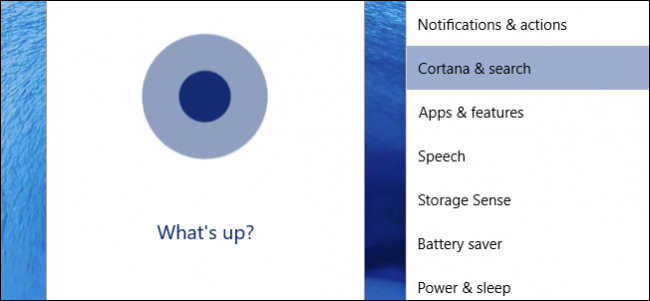 What's up?
Notifications & actions
Cortana & search
Apps & features
Speech
Storage Sense
Battery saver
Power & sleep